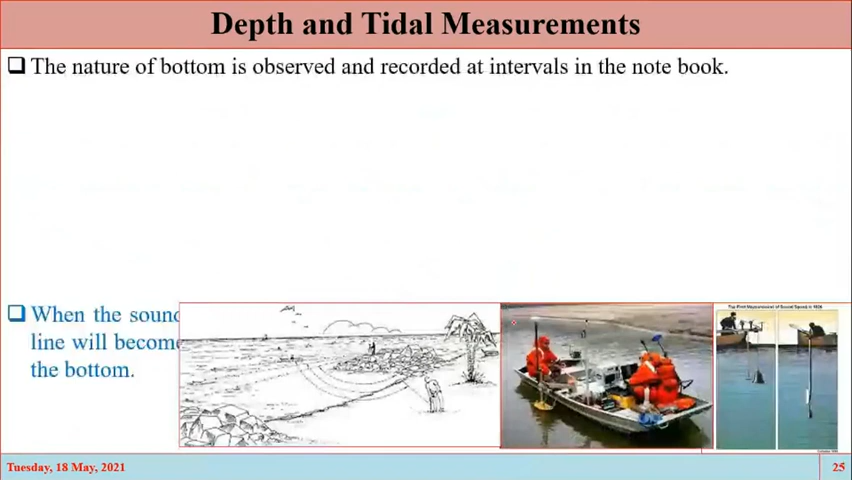 Depth and Tidal Measurements
The nature of bottom is observed and recorded at intervals in the note book.
When the sound
line will become
the bottom.
Tuesday, 18 May, 2021
25